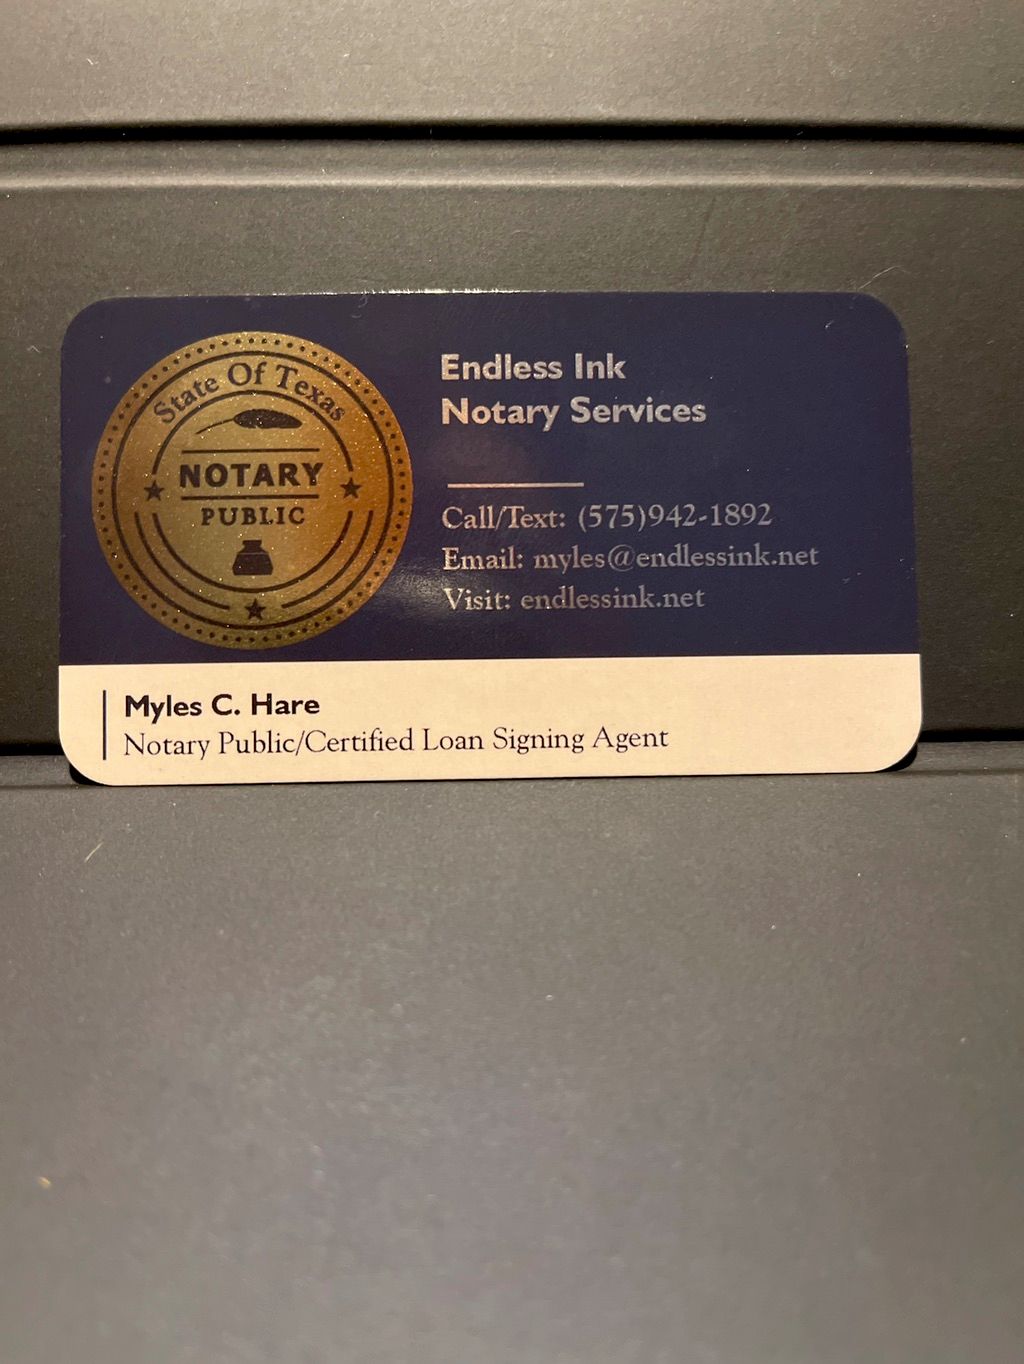 State Of Texas
NOTARY
PUBLIC
Endless Ink
Notary Services
Call/Text: (575)942-1892
Email: myles@endlessink.net
Visit: endlessink.net
Myles C. Hare
Notary Public/Certified Loan Signing Agent